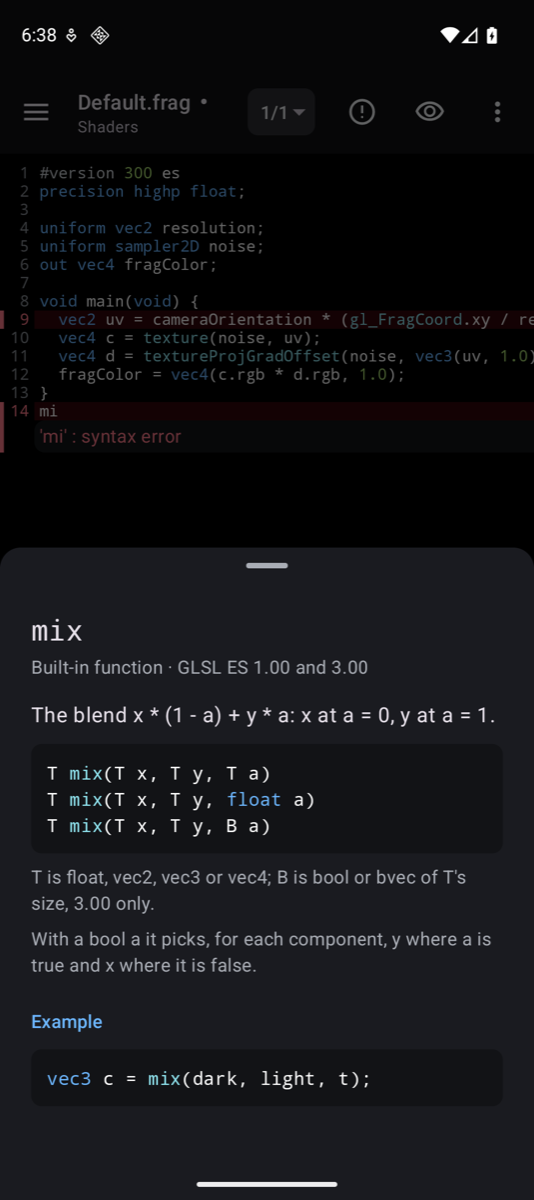 6:38
Default.frag •
Shaders
1/1
1 #version 300 es
2 precision highp float;
3
4 uniform vec2 resolution;
5 uniform sampler2D noise;
6 out vec4 fragColor;
7
8 void main(void) {
9 vec2 uv = cameraOrientation * (gl_FragCoord.xy / re
10 vec4 c = texture(noise, uv);
11 vec4 d = textureProjGradOffset(noise, vec3(uv, 1.0)
12 fragColor = vec4(c.rgb * d.rgb, 1.0);
13 }
14 mi
'mi' : syntax error
mix
Built-in function · GLSL ES 1.00 and 3.00
The blend x * (1 - a) + y * a: x at a = 0, y at a = 1.
T mix(T x, T y, T a)
T mix(T x, T y, float a)
T mix(T x, T y, B a)
T is float, vec2, vec3 or vec4; B is bool or bvec of T's
size, 3.00 only.
With a bool a it picks, for each component, y where a is
true and x where it is false.
Example
vec3 c = mix(dark, light, t);